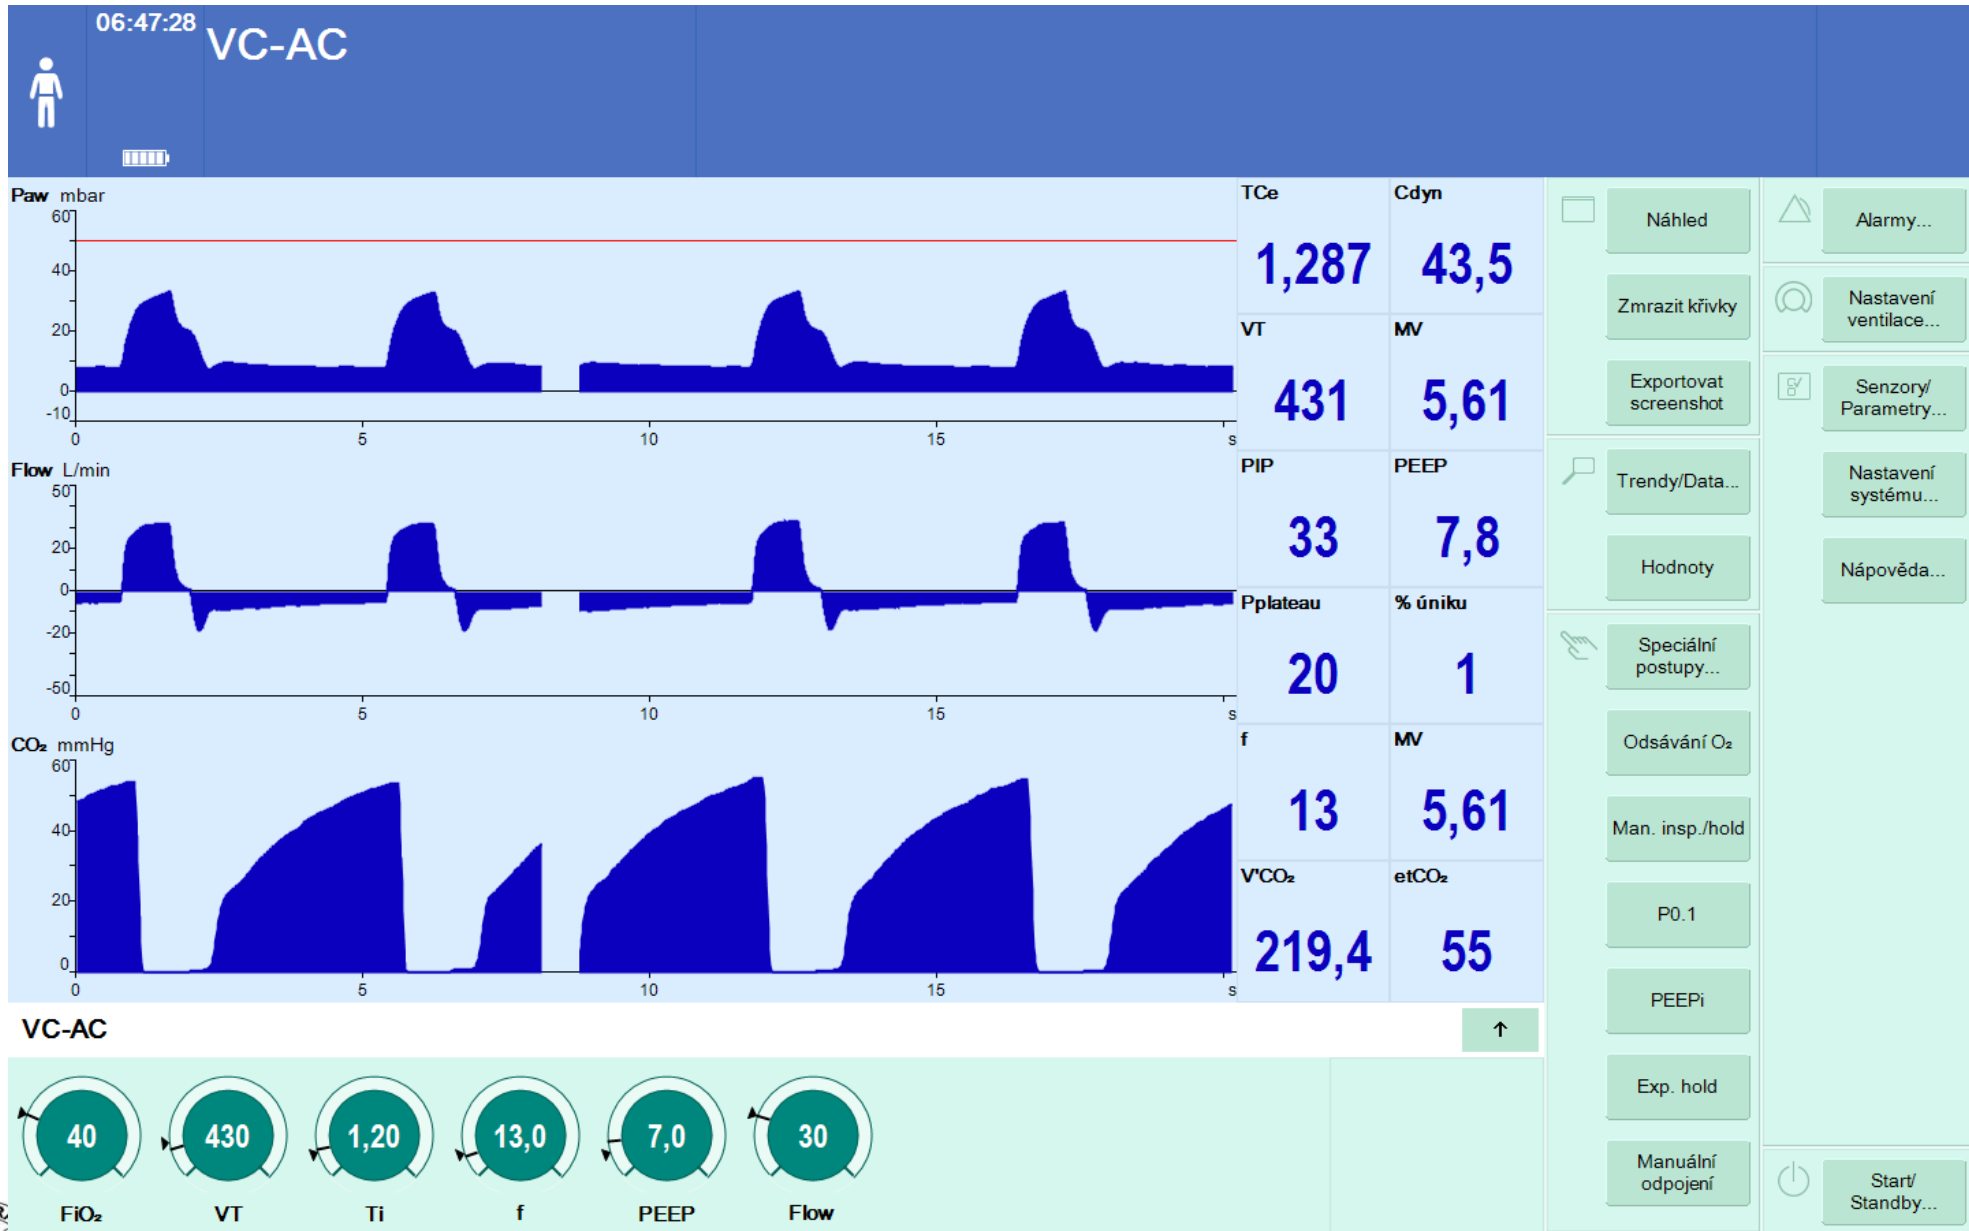 06:47:28
VC-AC
Paw mbar
60
40
20
0
-10
0 5 10 15 s
Flow L/min
50
20
0
-20
-50
0 5 10 15 s
CO₂ mmHg
60
40
20
0
0 5 10 15 s
TCe Cdyn
1,287 43,5
VT MV
431 5,61
PIP PEEP
33 7,8
Pplateau % úniku
20 1
f MV
13 5,61
V'CO₂ etCO₂
219,4 55
Náhled
Zmrazit křivky
Exportovat
screenshot
Trendy/Data...
Hodnoty
Speciální
postupy...
Odsávání O₂
Man. insp./hold
P0.1
PEEPi
Exp. hold
Manuální
odpojení
Alarmy...
Nastavení
ventilace...
Senzory/
Parametry...
Nastavení
systému...
Nápověda...
Start/
Standby...
VC-AC
40 430 1,20 13,0 7,0 30
FiO₂ VT Ti f PEEP Flow